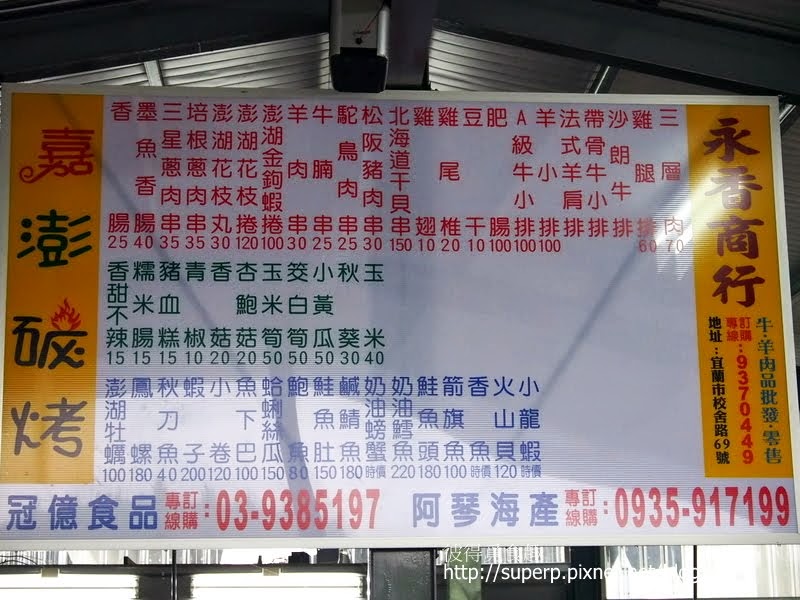 嘉澎碳烤
香腸 25
墨魚香腸 40
三星蔥肉串 35
培根蔥肉串 35
澎湖花枝丸 30
澎湖花枝捲 120
澎湖金鉤蝦捲 100
羊肉串 30
牛腩串 25
駝鳥肉串 25
松阪豬肉串 30
北海道干貝串 150
雞翅 10
雞尾椎 20
豆干 10
肥腸 100
A級牛小排 100
羊小排 100
法式羊肩排
帶骨牛小排
沙朗牛排
雞腿排 60
三層肉 70
香甜不辣 15
糯米腸 15
豬血糕 15
青椒 10
香菇 20
杏鮑菇 20
玉米筍 50
筊白筍 50
小黃瓜 50
秋葵 30
玉米 40
澎湖牡蠣 100
鳳螺 180
秋刀魚 40
蝦子 200
小卷 120
魚下巴 100
蛤蜊絲瓜 150
鮑魚
鮭魚肚 150
鹹鯖魚 180
奶油螃蟹 時價
奶油鱈魚 220
鮭魚頭 180
箭旗魚 100
香魚 時價
火山貝 120
小龍蝦 時價
永香商行
牛.羊肉品批發.零售
訂購專線:9370449
地址:宜蘭市校舍路69號
冠億食品 訂購專線:03-9385197
阿琴海產 訂購專線:0935-917199
http://superp.pixnet